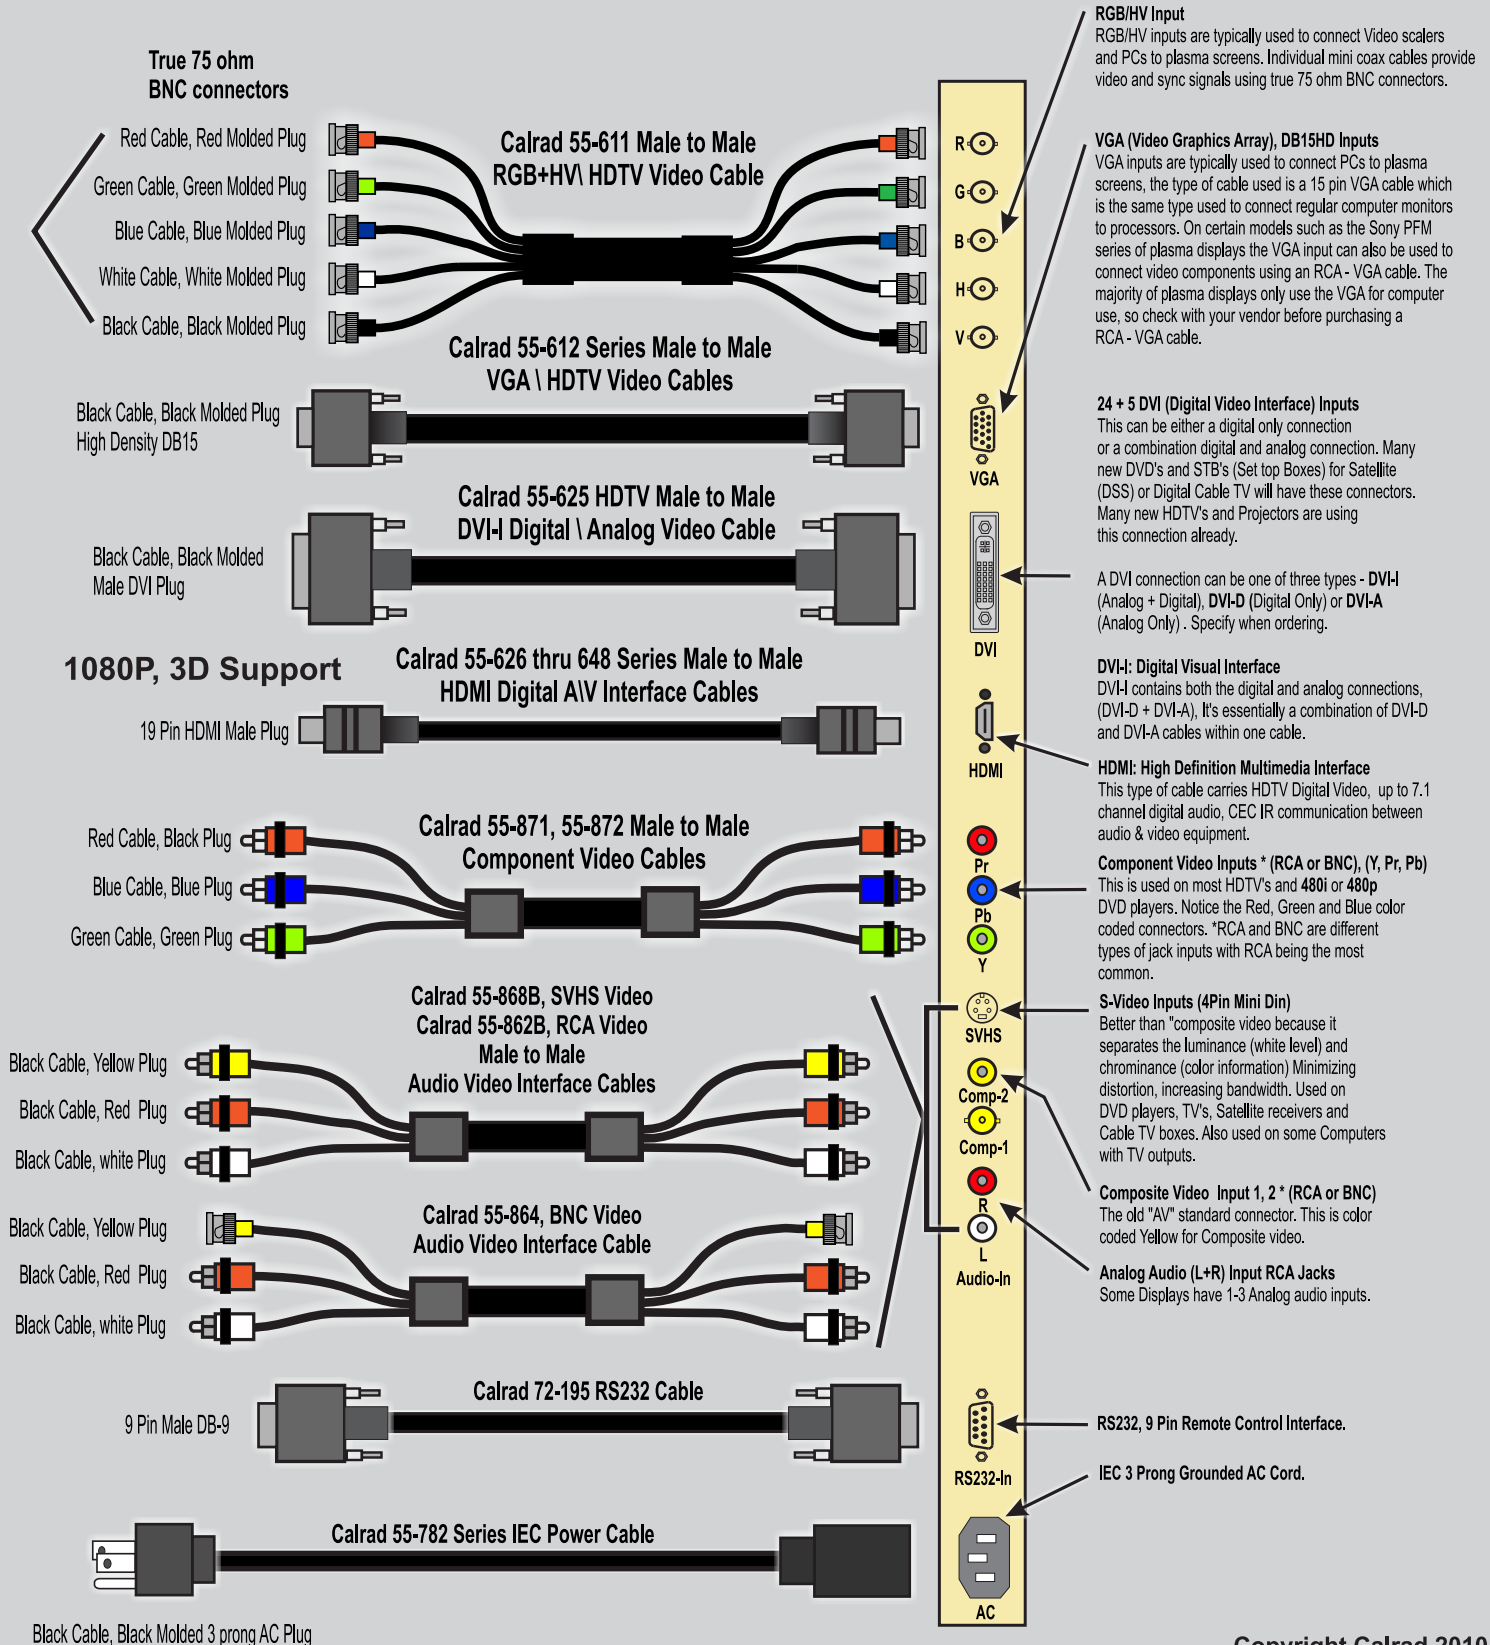 True 75 ohm
BNC connectors
Red Cable, Red Molded Plug
Green Cable, Green Molded Plug
Blue Cable, Blue Molded Plug
White Cable, White Molded Plug
Black Cable, Black Molded Plug
Calrad 55-611 Male to Male
RGB+HV\ HDTV Video Cable
Calrad 55-612 Series Male to Male
VGA \ HDTV Video Cables
Black Cable, Black Molded Plug
High Density DB15
Calrad 55-625 HDTV Male to Male
DVI-I Digital \ Analog Video Cable
Black Cable, Black Molded
Male DVI Plug
1080P, 3D Support
Calrad 55-626 thru 648 Series Male to Male
HDMI Digital A\V Interface Cables
19 Pin HDMI Male Plug
Calrad 55-871, 55-872 Male to Male
Component Video Cables
Red Cable, Black Plug
Blue Cable, Blue Plug
Green Cable, Green Plug
Calrad 55-868B, SVHS Video
Calrad 55-862B, RCA Video
Male to Male
Audio Video Interface Cables
Black Cable, Yellow Plug
Black Cable, Red Plug
Black Cable, white Plug
Calrad 55-864, BNC Video
Audio Video Interface Cable
Black Cable, Yellow Plug
Black Cable, Red Plug
Black Cable, white Plug
Calrad 72-195 RS232 Cable
9 Pin Male DB-9
Calrad 55-782 Series IEC Power Cable
Black Cable, Black Molded 3 prong AC Plug
R
G
B
H
V
VGA
DVI
HDMI
Pr
Pb
Y
SVHS
Comp-2
Comp-1
R
L
Audio-In
RS232-In
AC
RGB/HV Input
RGB/HV inputs are typically used to connect Video scalers
and PCs to plasma screens. Individual mini coax cables provide
video and sync signals using true 75 ohm BNC connectors.
VGA (Video Graphics Array), DB15HD Inputs
VGA inputs are typically used to connect PCs to plasma
screens, the type of cable used is a 15 pin VGA cable which
is the same type used to connect regular computer monitors
to processors. On certain models such as the Sony PFM
series of plasma displays the VGA input can also be used to
connect video components using an RCA - VGA cable. The
majority of plasma displays only use the VGA for computer
use, so check with your vendor before purchasing a
RCA - VGA cable.
24 + 5 DVI (Digital Video Interface) Inputs
This can be either a digital only connection
or a combination digital and analog connection. Many
new DVD's and STB's (Set top Boxes) for Satellite
(DSS) or Digital Cable TV will have these connectors.
Many new HDTV's and Projectors are using
this connection already.
A DVI connection can be one of three types - DVI-I
(Analog + Digital), DVI-D (Digital Only) or DVI-A
(Analog Only) . Specify when ordering.
DVI-I: Digital Visual Interface
DVI-I contains both the digital and analog connections,
(DVI-D + DVI-A), It's essentially a combination of DVI-D
and DVI-A cables within one cable.
HDMI: High Definition Multimedia Interface
This type of cable carries HDTV Digital Video, up to 7.1
channel digital audio, CEC IR communication between
audio & video equipment.
Component Video Inputs * (RCA or BNC), (Y, Pr, Pb)
This is used on most HDTV's and 480i or 480p
DVD players. Notice the Red, Green and Blue color
coded connectors. *RCA and BNC are different
types of jack inputs with RCA being the most
common.
S-Video Inputs (4Pin Mini Din)
Better than "composite video because it
separates the luminance (white level) and
chrominance (color information) Minimizing
distortion, increasing bandwidth. Used on
DVD players, TV's, Satellite receivers and
Cable TV boxes. Also used on some Computers
with TV outputs.
Composite Video Input 1, 2 * (RCA or BNC)
The old "AV" standard connector. This is color
coded Yellow for Composite video.
Analog Audio (L+R) Input RCA Jacks
Some Displays have 1-3 Analog audio inputs.
RS232, 9 Pin Remote Control Interface.
IEC 3 Prong Grounded AC Cord.
Copyright Calrad 2010